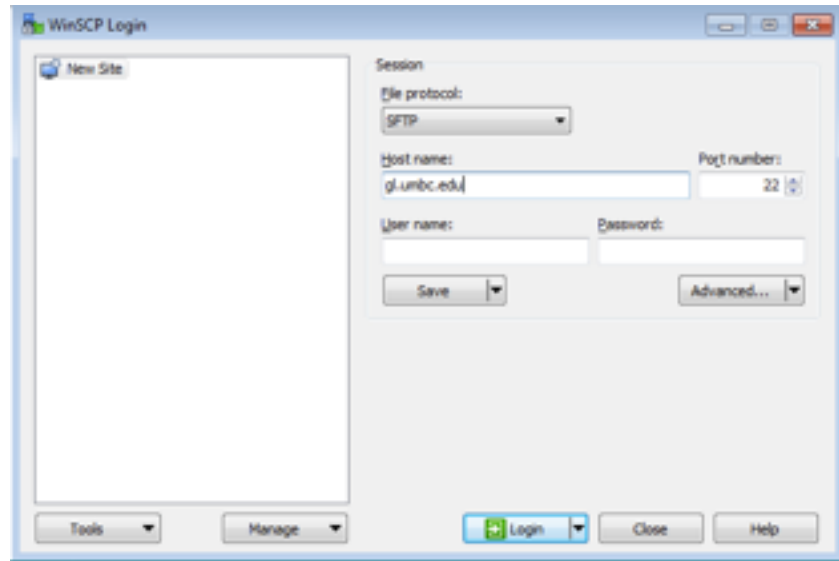 WinSCP Login
New Site
Session
File protocol:
SFTP
Host name:
Port number:
gl.umbc.edu
22
User name:
Password:
Save
Advanced...
Tools
Manage
Login
Close
Help